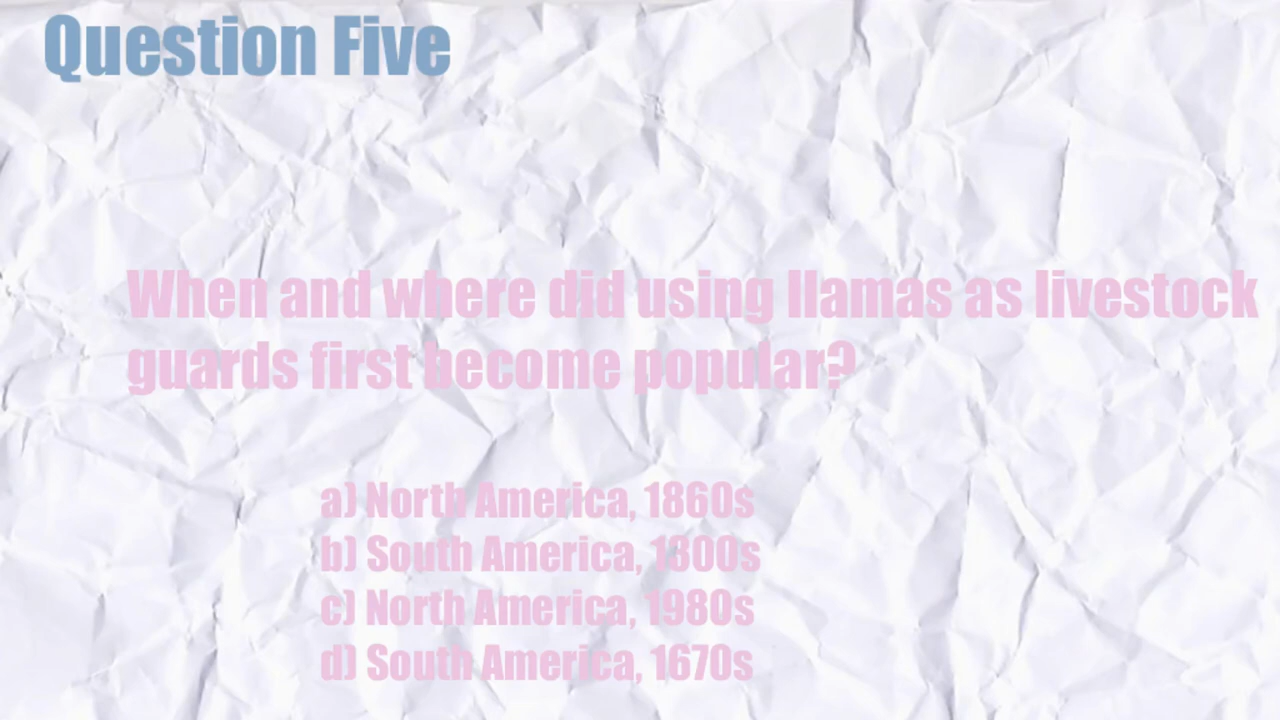 Question Five
When and where did using llamas as livestock
guards first become popular?
a) North America, 1860s
b) South America, 1300s
c) North America, 1980s
d) South America, 1670s